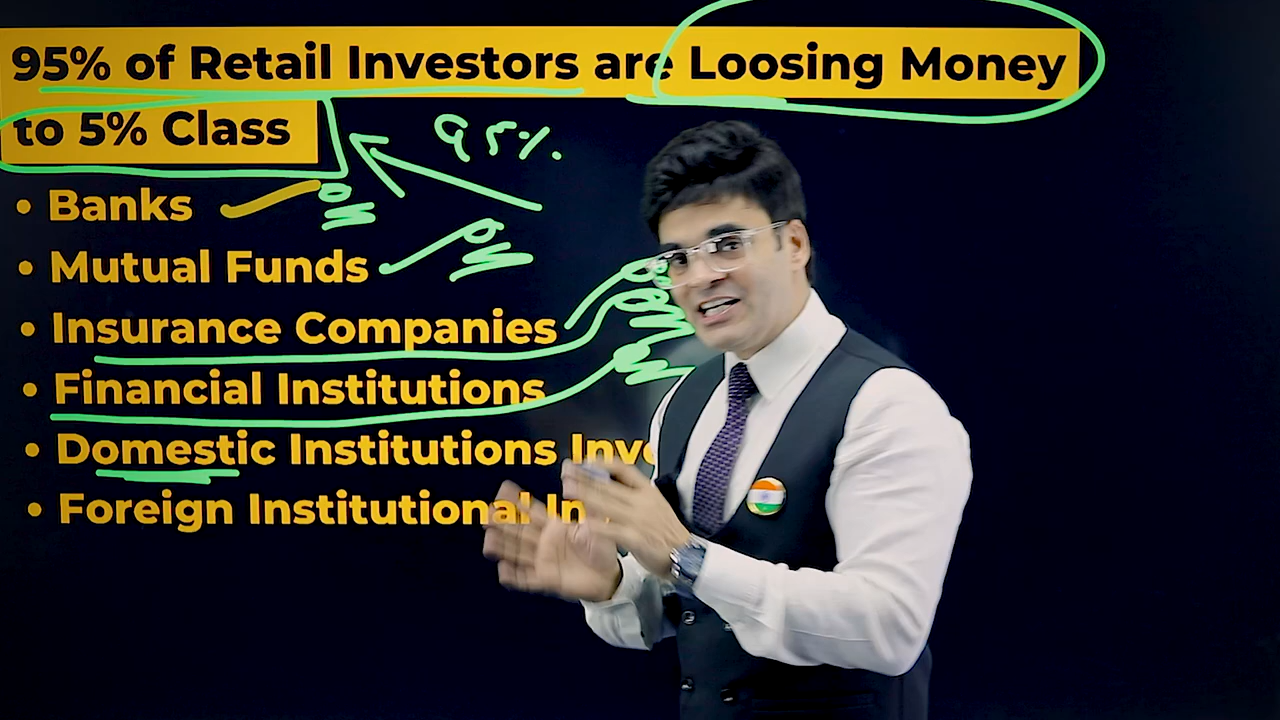 95% of Retail Investors are Loosing Money
to 5% Class
95%
• Banks
• Mutual Funds
• Insurance Companies
• Financial Institutions
• Domestic Institutions
• Foreign Institutional